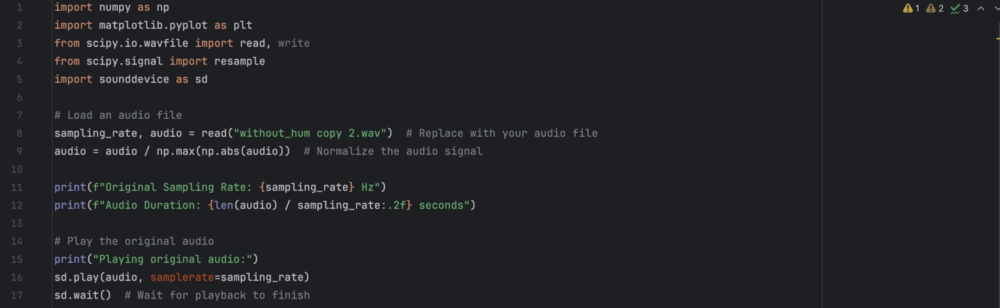 1 import numpy as np
2 import matplotlib.pyplot as plt
3 from scipy.io.wavfile import read, write
4 from scipy.signal import resample
5 import sounddevice as sd
6
7 # Load an audio file
8 sampling_rate, audio = read("without_hum copy 2.wav")  # Replace with your audio file
9 audio = audio / np.max(np.abs(audio))  # Normalize the audio signal
10
11 print(f"Original Sampling Rate: {sampling_rate} Hz")
12 print(f"Audio Duration: {len(audio) / sampling_rate:.2f} seconds")
13
14 # Play the original audio
15 print("Playing original audio:")
16 sd.play(audio, samplerate=sampling_rate)
17 sd.wait()  # Wait for playback to finish
1 2 3